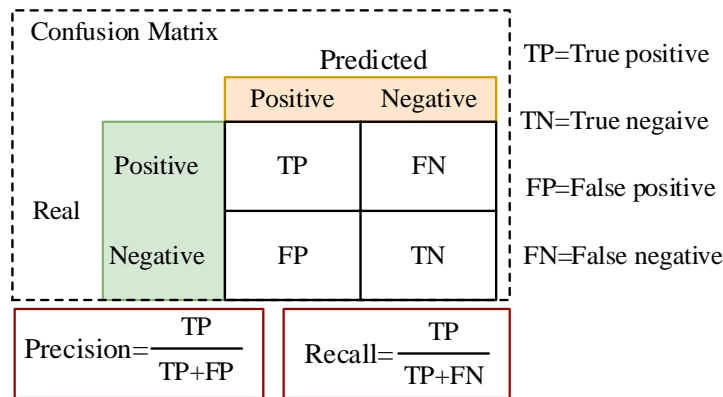 Confusion Matrix
Predicted
Positive Negative
Real
Positive TP FN
Negative FP TN
TP=True positive
TN=True negaive
FP=False positive
FN=False negative
Precision=TP/TP+FP
Recall=TP/TP+FN